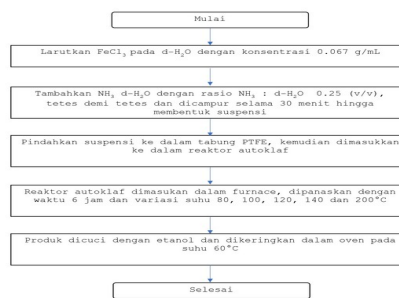 Mulai
Larutkan FeCl₃ pada d-H₂O dengan konsentrasi 0.067 g/mL
Tambahkan NH₃ d-H₂O dengan rasio NH₃ : d-H₂O 0.25 (v/v),
tetes demi tetes dan dicampur selama 30 menit hingga
membentuk suspensi
Pindahkan suspensi ke dalam tabung PTFE, kemudian dimasukkan
ke dalam reaktor autoklaf
Reaktor autoklaf dimasukan dalam furnace, dipanaskan dengan
waktu 6 jam dan variasi suhu 80, 100, 120, 140 dan 200°C
Produk dicuci dengan etanol dan dikeringkan dalam oven pada
suhu 60°C
Selesai